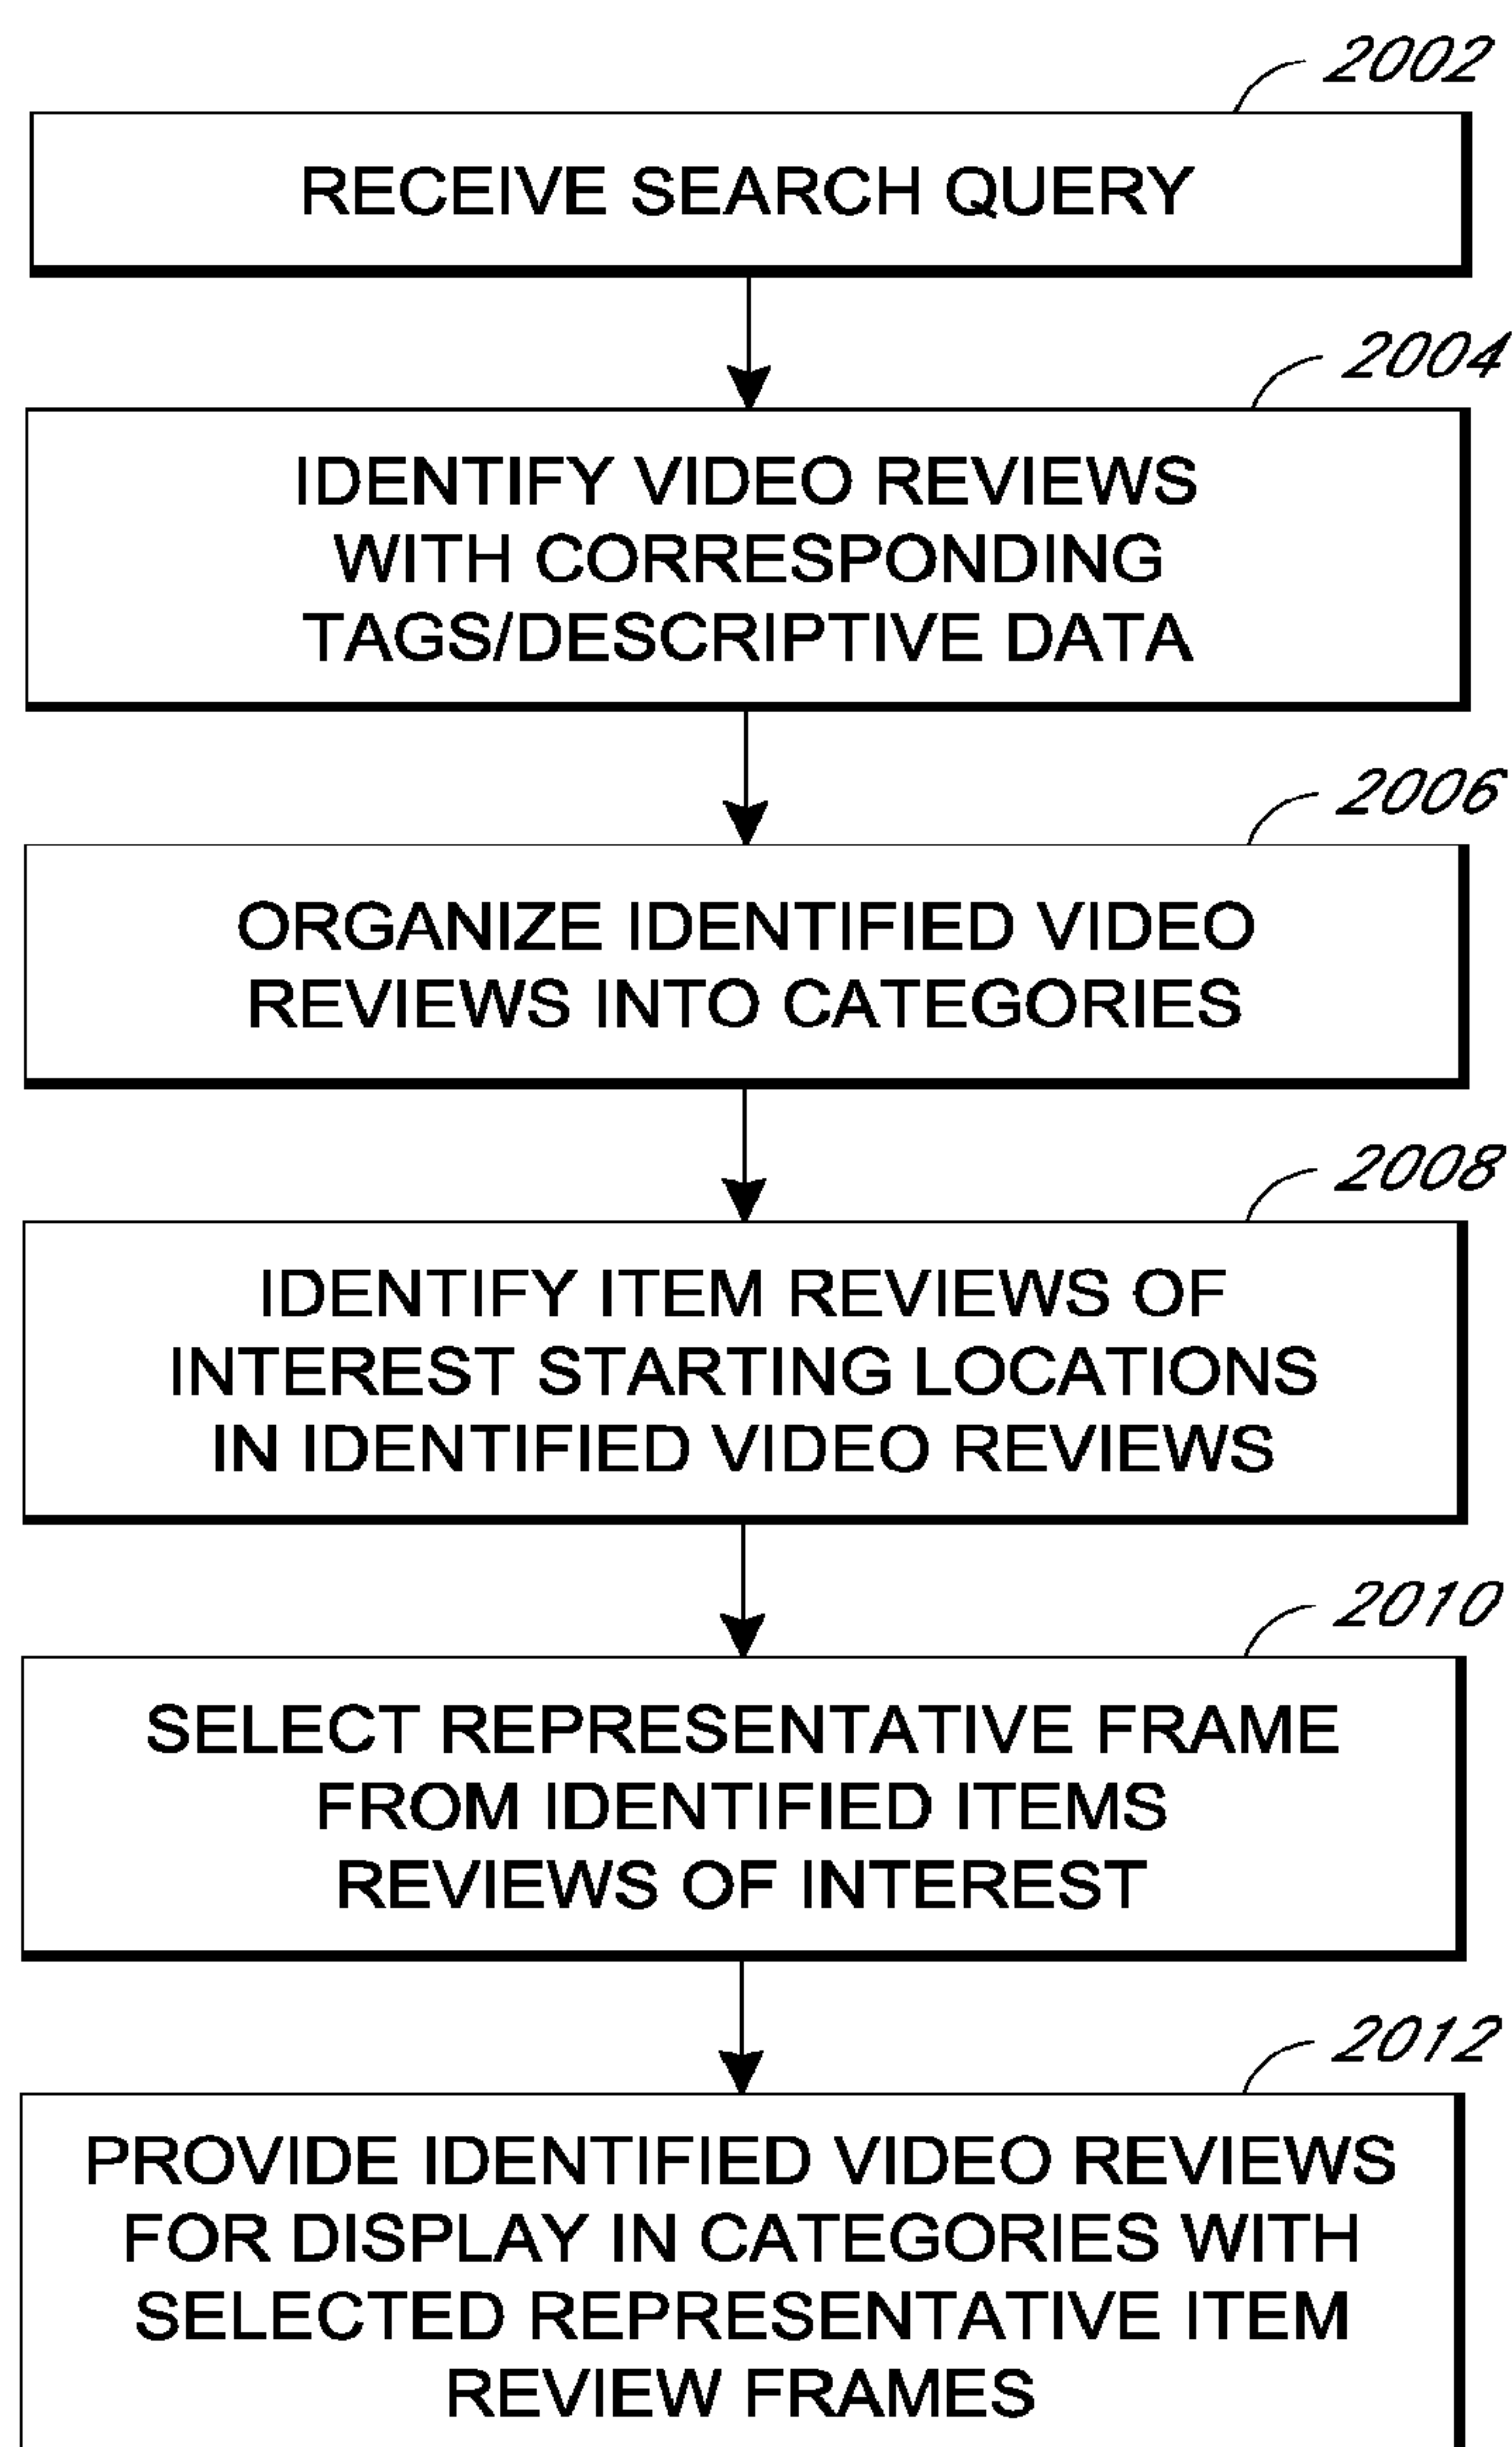 2002
RECEIVE SEARCH QUERY
2004
IDENTIFY VIDEO REVIEWS
WITH CORRESPONDING
TAGS/DESCRIPTIVE DATA
2006
ORGANIZE IDENTIFIED VIDEO
REVIEWS INTO CATEGORIES
2008
IDENTIFY ITEM REVIEWS OF
INTEREST STARTING LOCATIONS
IN IDENTIFIED VIDEO REVIEWS
2010
SELECT REPRESENTATIVE FRAME
FROM IDENTIFIED ITEMS
REVIEWS OF INTEREST
2012
PROVIDE IDENTIFIED VIDEO REVIEWS
FOR DISPLAY IN CATEGORIES WITH
SELECTED REPRESENTATIVE ITEM
REVIEW FRAMES